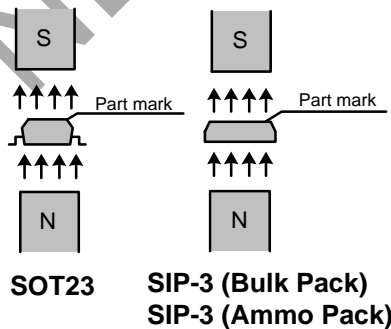 S S
Part mark Part mark
N N
SOT23 SIP-3 (Bulk Pack)
SIP-3 (Ammo Pack)